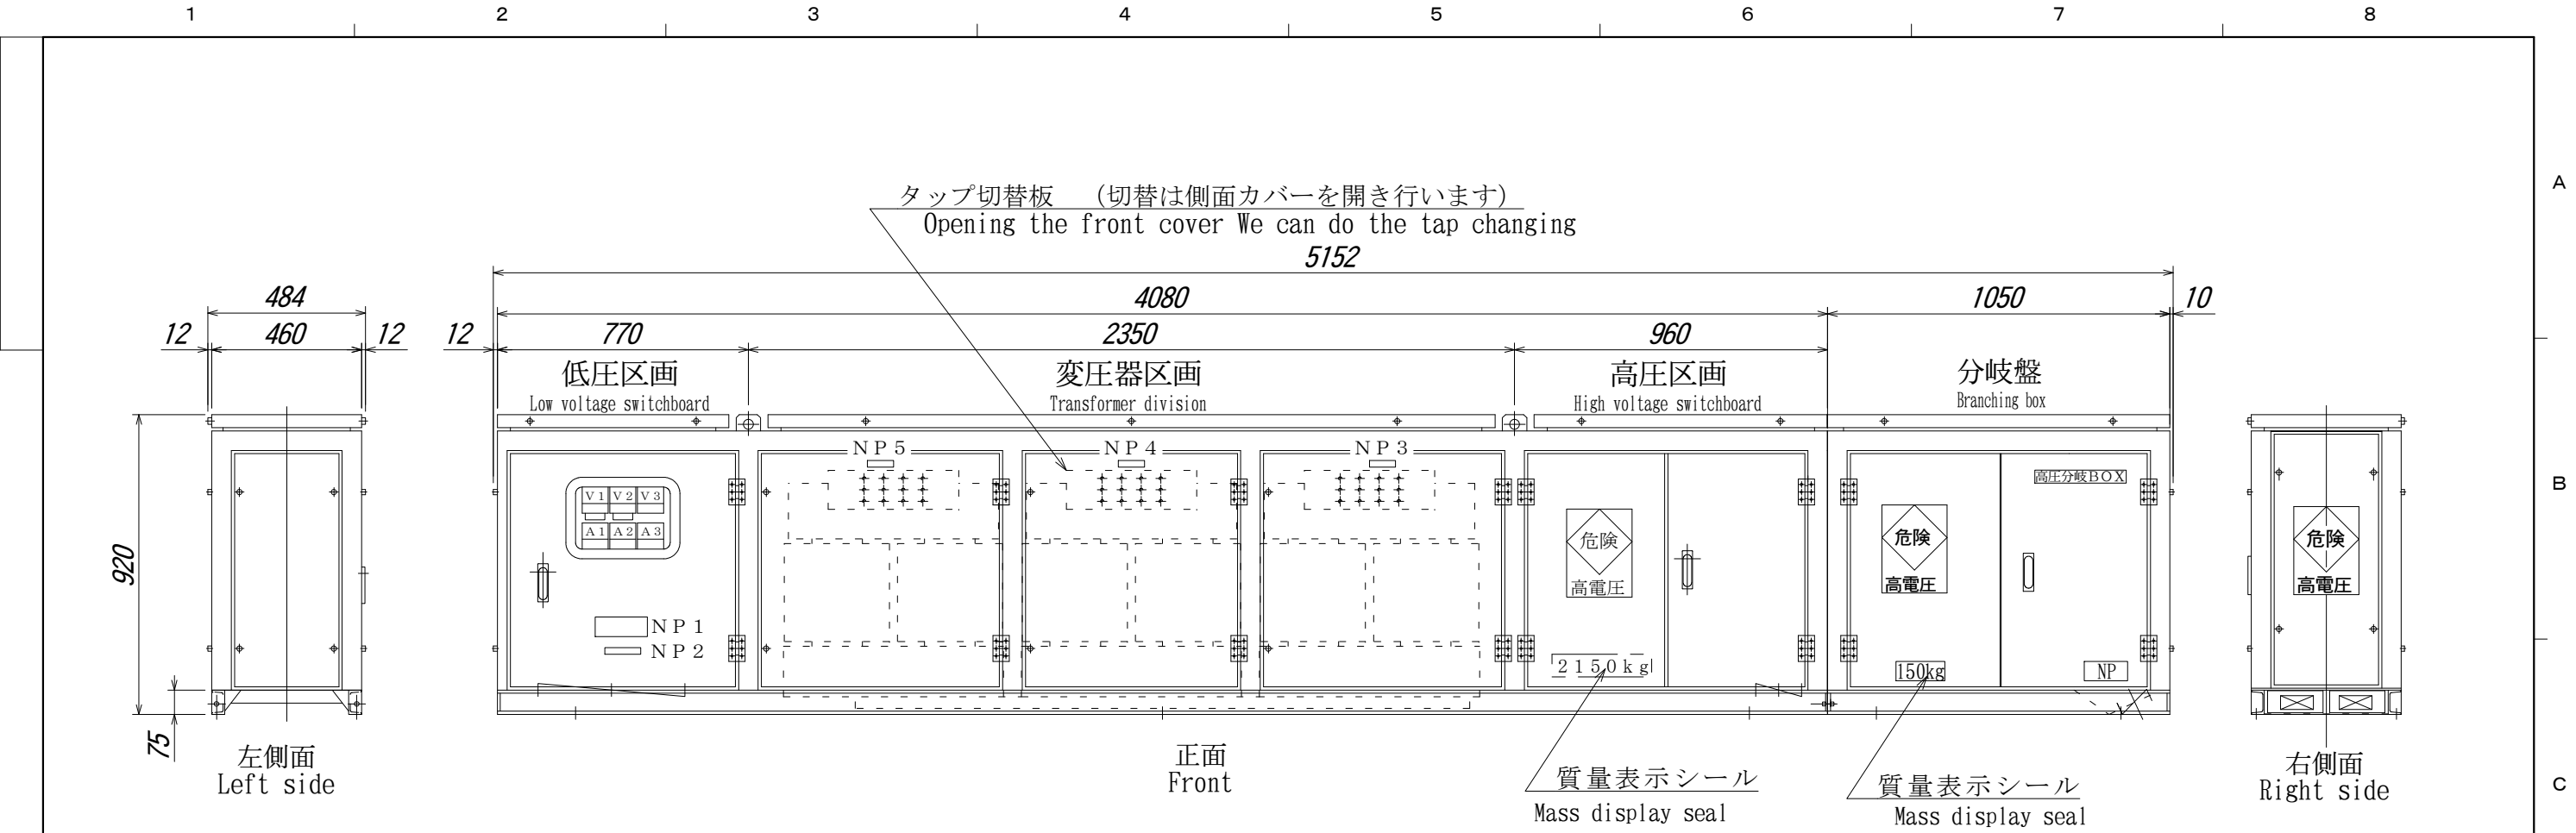 1 2 3 4 5 6 7 8
A
タップ切替板 （切替は側面カバーを開き行います）
Opening the front cover We can do the tap changing
5152
484 4080 1050 10
12 460 12 12 770 2350 960
低圧区画 変圧器区画 高圧区画 分岐盤
Low voltage switchboard Transformer division High voltage switchboard Branching box
NP5 NP4 NP3
高圧分岐BOX
B
V1 V2 V3
A1 A2 A3
危険 危険 危険
高電圧 高電圧 高電圧
920
NP1
NP2
2150kg 150kg NP
75
左側面 正面 右側面
Left side Front Right side
質量表示シール 質量表示シール
Mass display seal Mass display seal
C